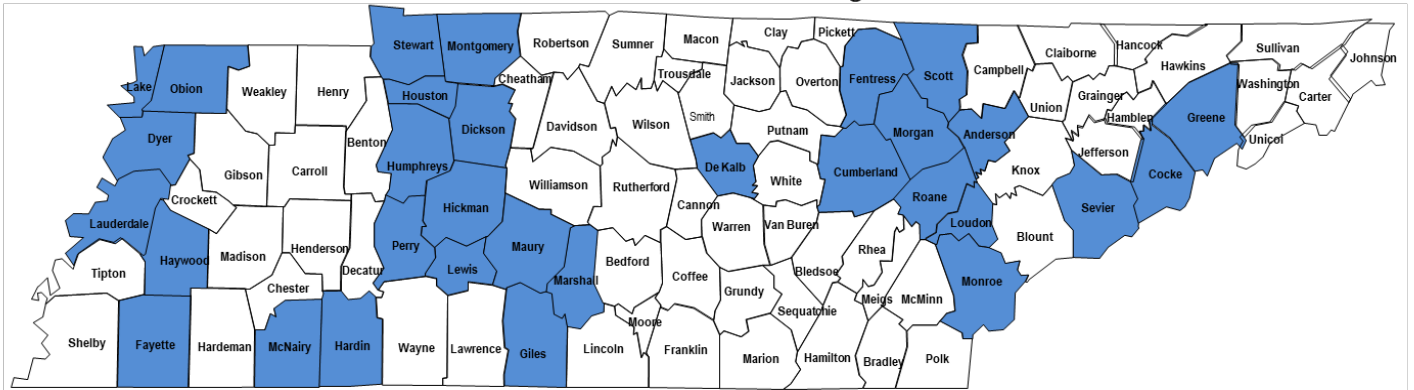 Stewart
Montgomery
Robertson
Sumner
Macon
Clay
Pickett
Fentress
Scott
Campbell
Claiborne
Hancock
Hawkins
Sullivan
Johnson
Lake
Obion
Weakley
Henry
Houston
Cheatham
Trousdale
Jackson
Overton
Union
Grainger
Hamblen
Washington
Carter
Greene
Unicoi
Dyer
Gibson
Carroll
Benton
Humphreys
Dickson
Davidson
Wilson
Smith
Putnam
Morgan
Anderson
Knox
Jefferson
Cocke
Sevier
Crockett
Lauderdale
Haywood
Madison
Henderson
Decatur
Perry
Hickman
Williamson
Rutherford
Cannon
De Kalb
White
Cumberland
Roane
Loudon
Blount
Tipton
Chester
Lewis
Maury
Marshall
Bedford
Coffee
Warren
Van Buren
Bledsoe
Rhea
Meigs
McMinn
Monroe
Shelby
Fayette
Hardeman
McNairy
Hardin
Wayne
Lawrence
Giles
Lincoln
Moore
Franklin
Grundy
Sequatchie
Marion
Hamilton
Bradley
Polk